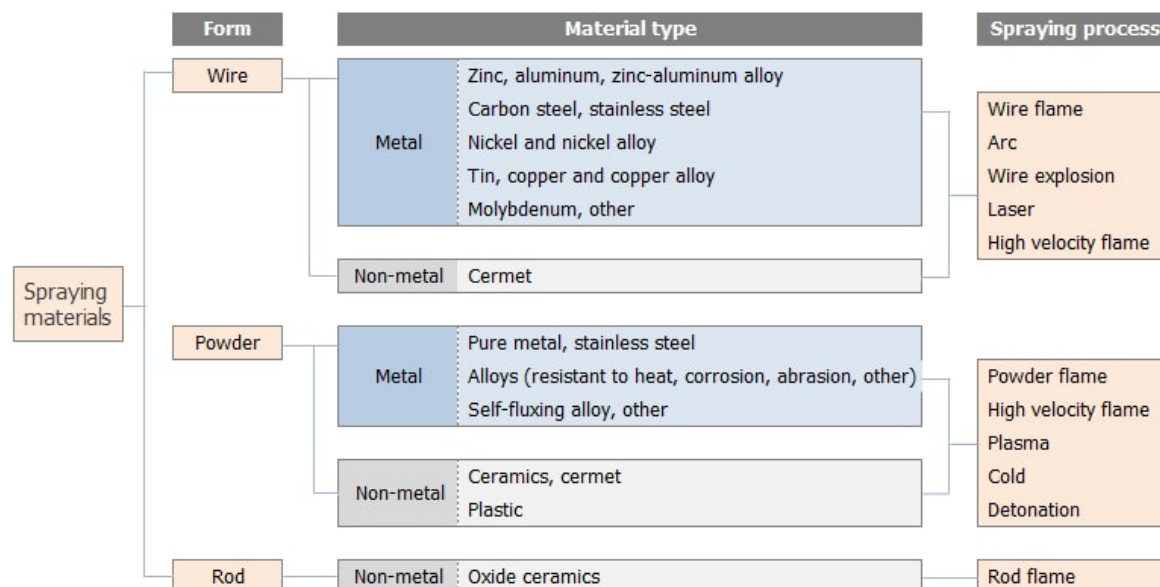 Form
Material type
Spraying process
Spraying
materials
Wire
Metal
Zinc, aluminum, zinc-aluminum alloy
Carbon steel, stainless steel
Nickel and nickel alloy
Tin, copper and copper alloy
Molybdenum, other
Non-metal
Cermet
Wire flame
Arc
Wire explosion
Laser
High velocity flame
Powder
Metal
Pure metal, stainless steel
Alloys (resistant to heat, corrosion, abrasion, other)
Self-fluxing alloy, other
Non-metal
Ceramics, cermet
Plastic
Powder flame
High velocity flame
Plasma
Cold
Detonation
Rod
Non-metal
Oxide ceramics
Rod flame